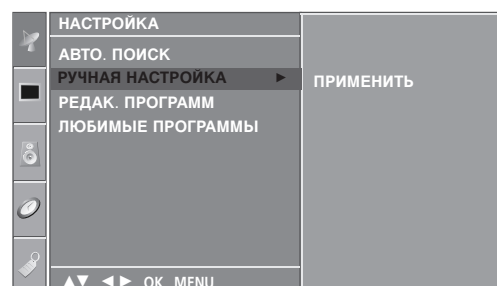 НАСТРОЙКА
АВТО. ПОИСК
РУЧНАЯ НАСТРОЙКА ►
ПРИМЕНИТЬ
РЕДАК. ПРОГРАММ
ЛЮБИМЫЕ ПРОГРАММЫ
▲▼ ◄► OK MENU